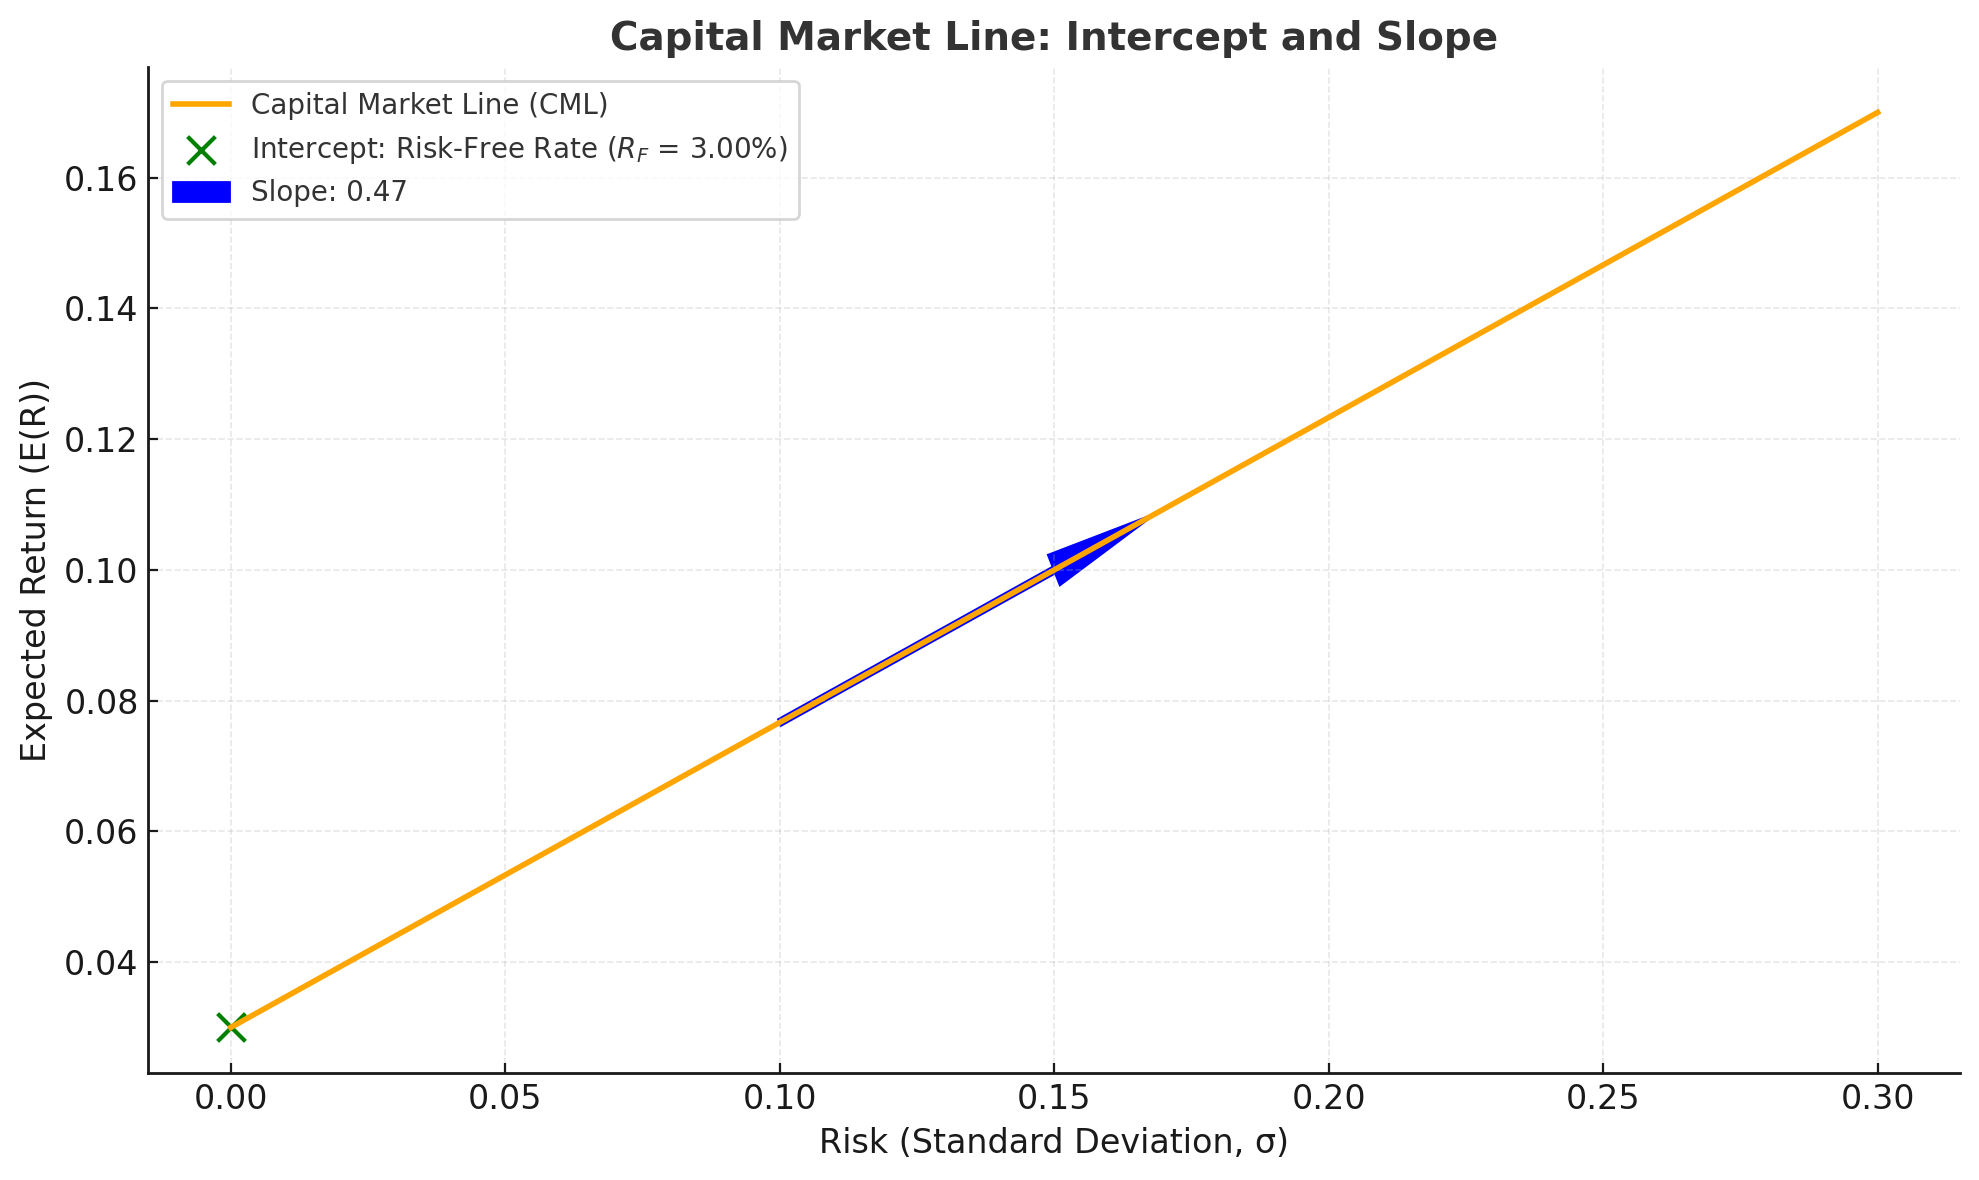 Capital Market Line: Intercept and Slope
Capital Market Line (CML)
Intercept: Risk-Free Rate (R_F = 3.00%)
Slope: 0.47
Expected Return (E(R))
0.16
0.14
0.12
0.10
0.08
0.06
0.04
0.00 0.05 0.10 0.15 0.20 0.25 0.30
Risk (Standard Deviation, σ)